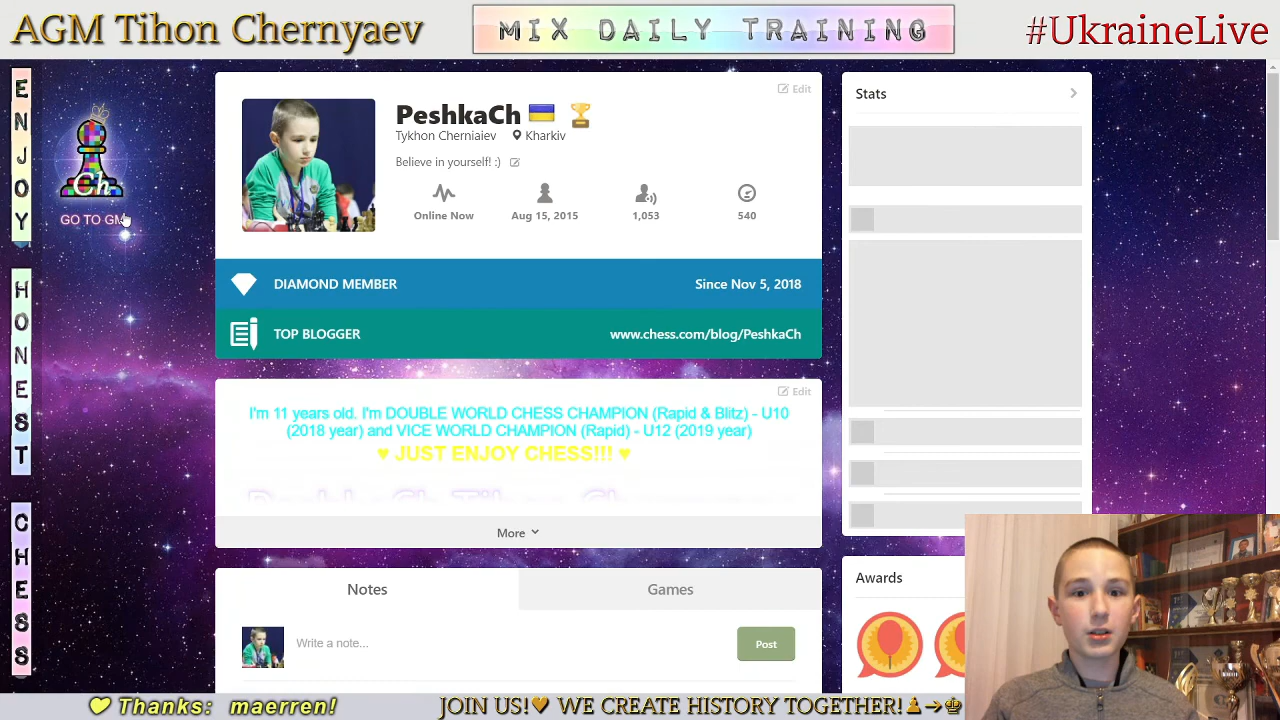 AGM Tihon Chernyaev
MIX DAILY TRAINING
#UkraineLive
ENJOY
HONEST
CHESS
Ch
GO TO GM
Edit
PeshkaCh
Tykhon Cherniaiev
Kharkiv
Believe in yourself! :)
Online Now
Aug 15, 2015
1,053
540
DIAMOND MEMBER
Since Nov 5, 2018
TOP BLOGGER
www.chess.com/blog/PeshkaCh
Edit
I'm 11 years old. I'm DOUBLE WORLD CHESS CHAMPION (Rapid & Blitz) - U10
(2018 year) and VICE WORLD CHAMPION (Rapid) - U12 (2019 year)
♥ JUST ENJOY CHESS!!! ♥
More
Notes
Games
Write a note...
Post
Stats
Awards
Thanks: maerren!
JOIN US!♥ WE CREATE HISTORY TOGETHER!♟→♔